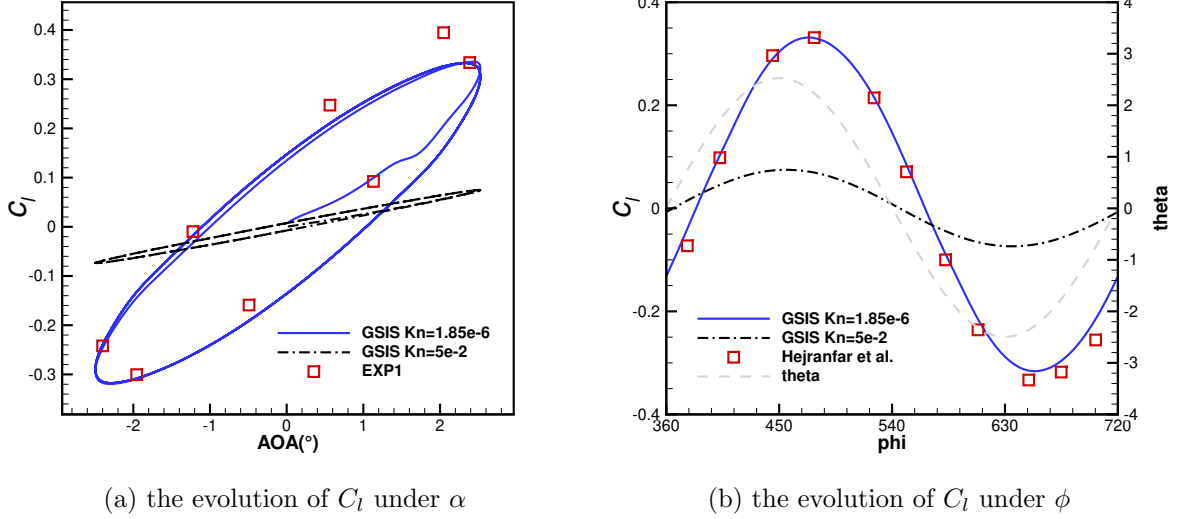 0.4
0.3
0.2
0.1
0
-0.1
-0.2
-0.3
C_l
-2
-1
0
1
2
AOA(°)
GSIS Kn=1.85e-6
GSIS Kn=5e-2
EXP1
(a) the evolution of C_l under α
0.4
0.2
0
-0.2
-0.4
C_l
360
450
540
630
720
phi
4
3
2
1
0
-1
-2
-3
-4
theta
GSIS Kn=1.85e-6
GSIS Kn=5e-2
Hejranfar et al.
theta
(b) the evolution of C_l under ϕ